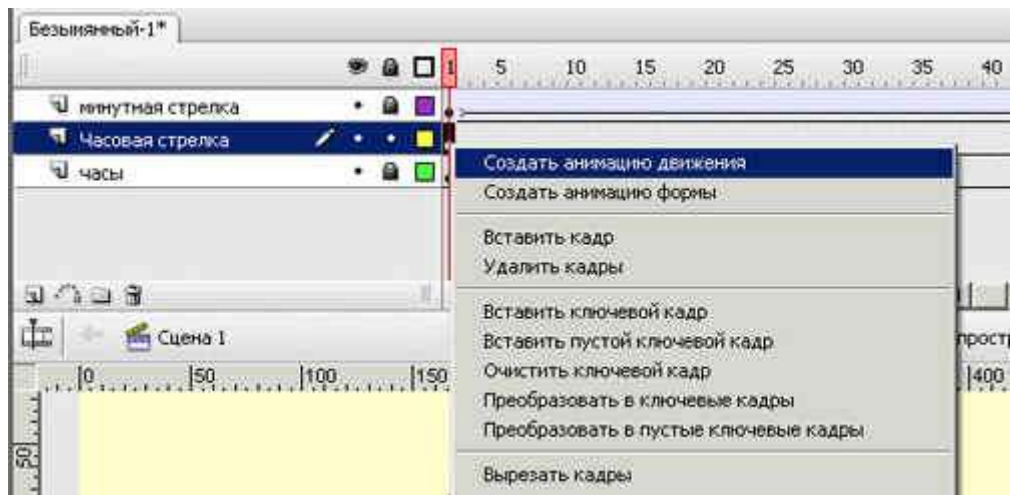 Безымянный-1*
1 5 10 15 20 25 30 35 40
минутная стрелка
Часовая стрелка
часы
Создать анимацию движения
Создать анимацию формы
Вставить кадр
Удалить кадры
Вставить ключевой кадр
Вставить пустой ключевой кадр
Очистить ключевой кадр
Преобразовать в ключевые кадры
Преобразовать в пустые ключевые кадры
Вырезать кадры
Сцена 1
прост
0 50 100 150 400
50